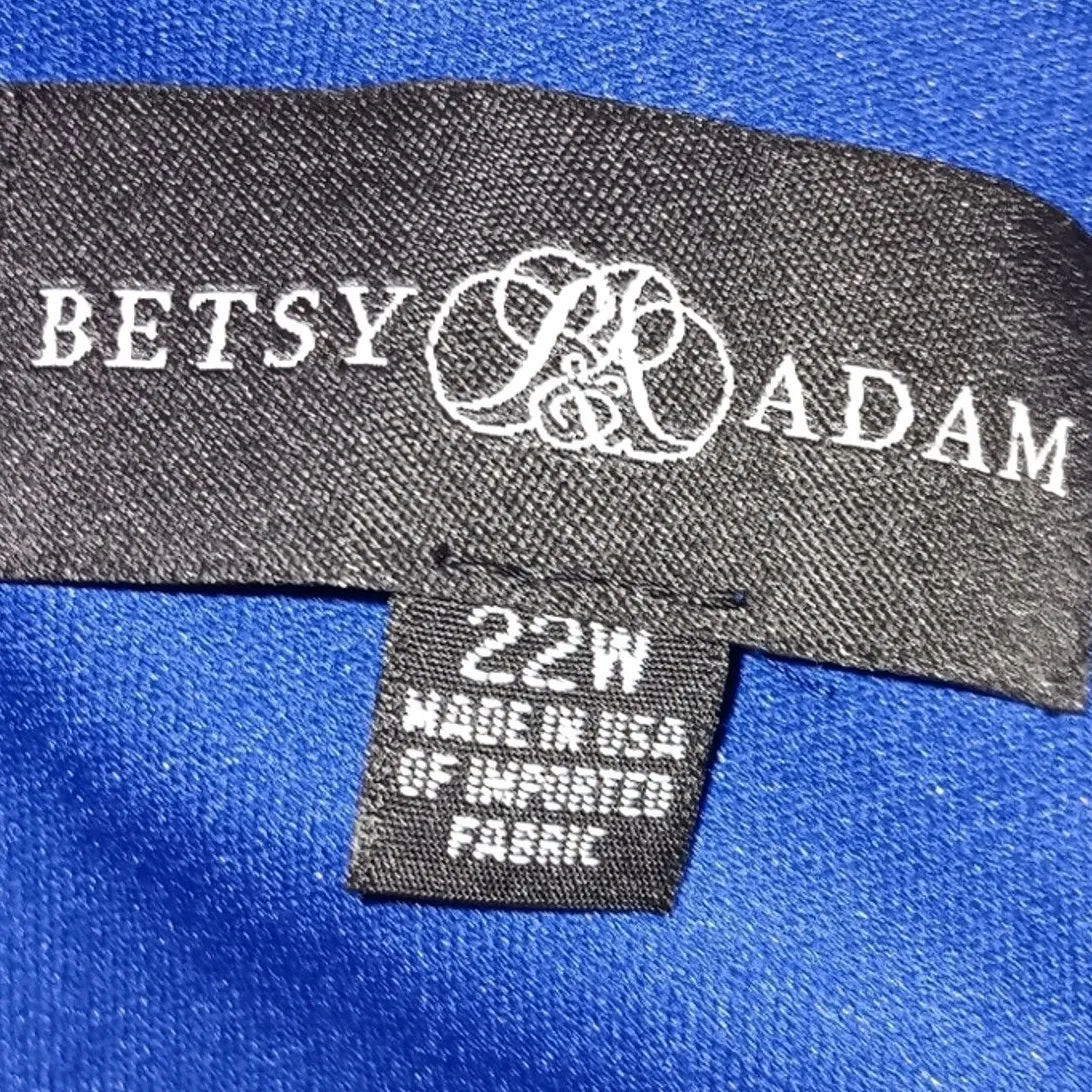 BETSY B&A ADAM
22W
MADE IN USA
OF IMPORTED
FABRIC